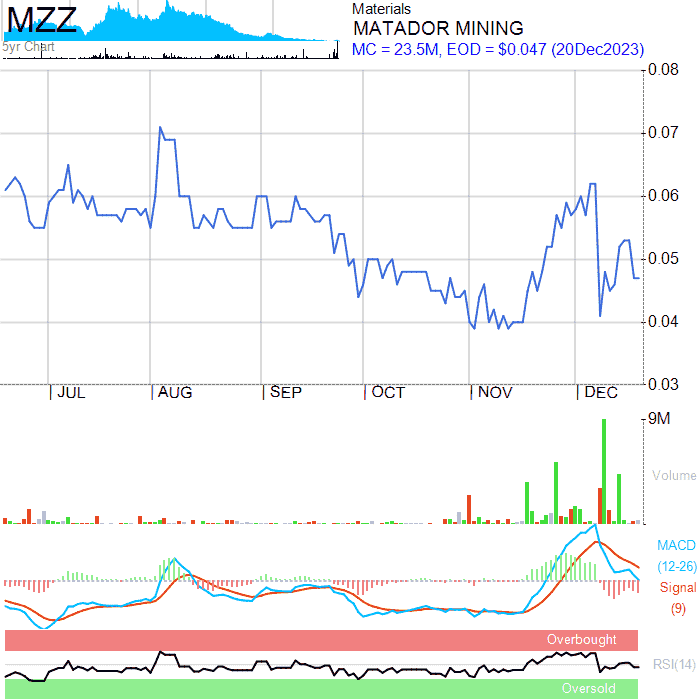 MZZ
5yr Chart
Materials
MATADOR MINING
MC = 23.5M, EOD = $0.047 (20Dec2023)
0.08
0.07
0.06
0.05
0.04
0.03
JUL AUG SEP OCT NOV DEC
9M
Volume
MACD
(12-26)
Signal
(9)
Overbought
RSI(14)
Oversold